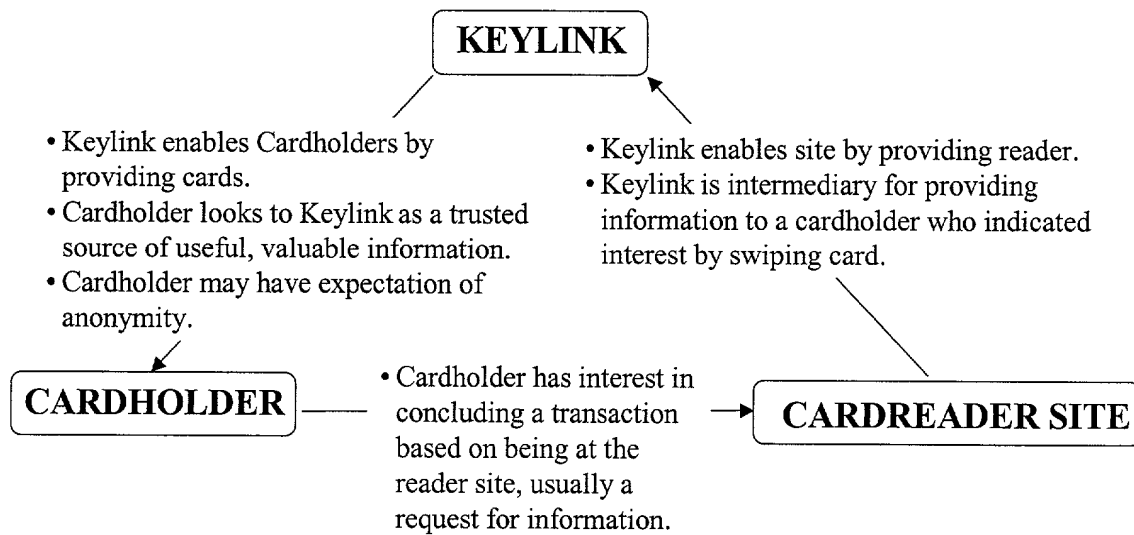 KEYLINK
• Keylink enables Cardholders by
providing cards.
• Cardholder looks to Keylink as a trusted
source of useful, valuable information.
• Cardholder may have expectation of
anonymity.
• Keylink enables site by providing reader.
• Keylink is intermediary for providing
information to a cardholder who indicated
interest by swiping card.
CARDHOLDER
• Cardholder has interest in
concluding a transaction
based on being at the
reader site, usually a
request for information.
CARDREADER SITE